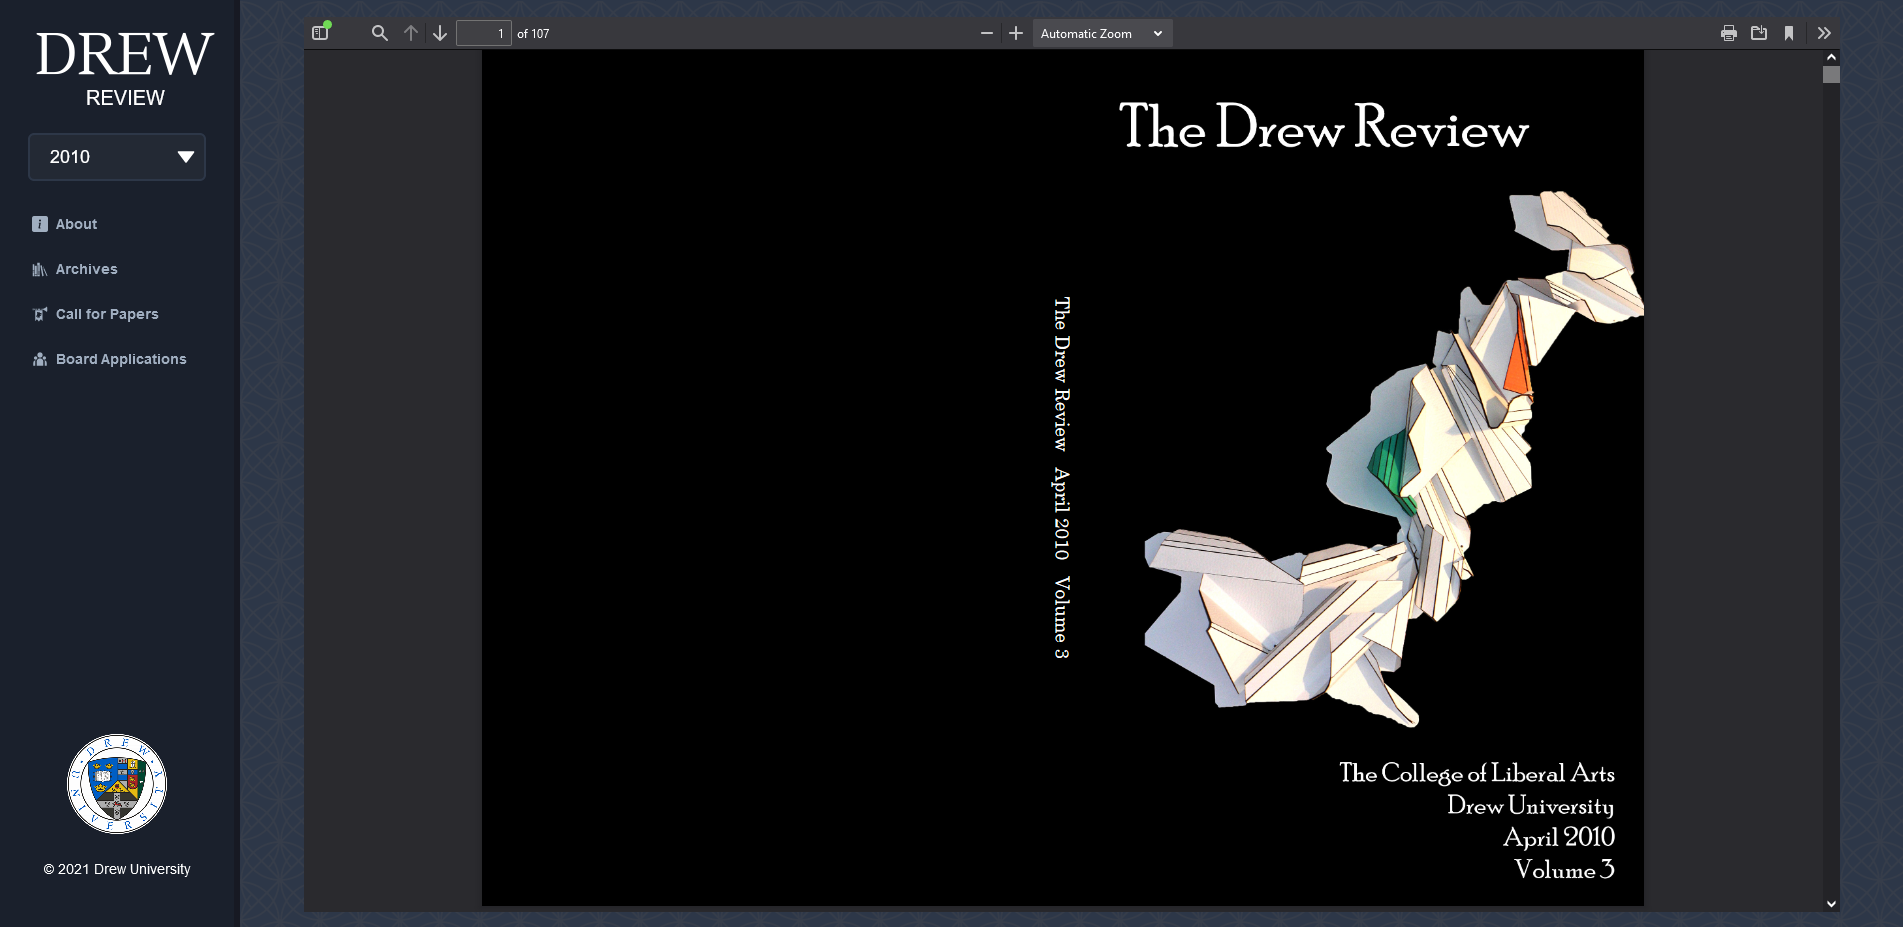 DREW
REVIEW
2010
About
Archives
Call for Papers
Board Applications
DREW UNIVERSITY
© 2021 Drew University
1 of 107
Automatic Zoom
The Drew Review
The Drew Review April 2010 Volume 3
The College of Liberal Arts
Drew University
April 2010
Volume 3